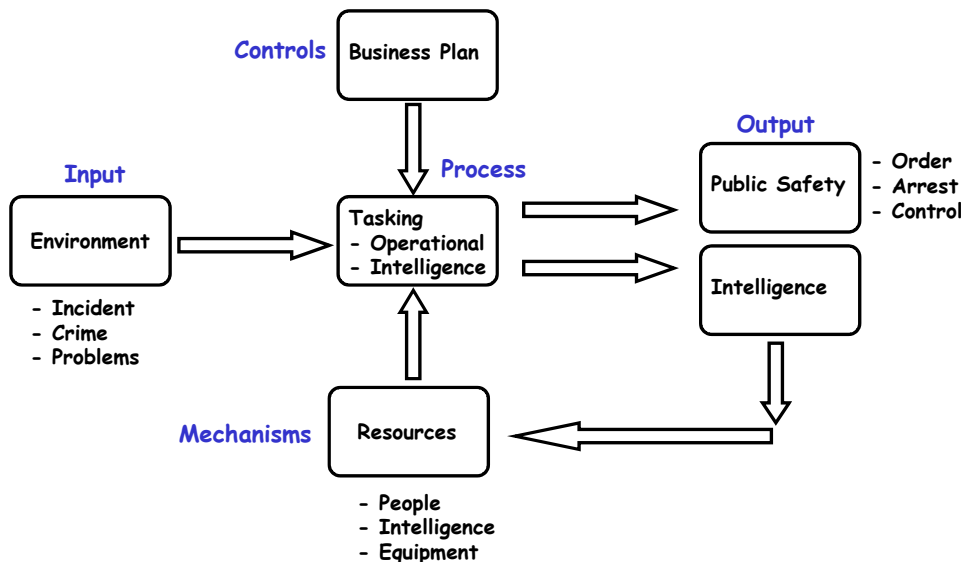 Controls
Business Plan
Output
Process
Input
Public Safety
- Order
- Arrest
- Control
Environment
Tasking
- Operational
- Intelligence
Intelligence
- Incident
- Crime
- Problems
Mechanisms
Resources
- People
- Intelligence
- Equipment